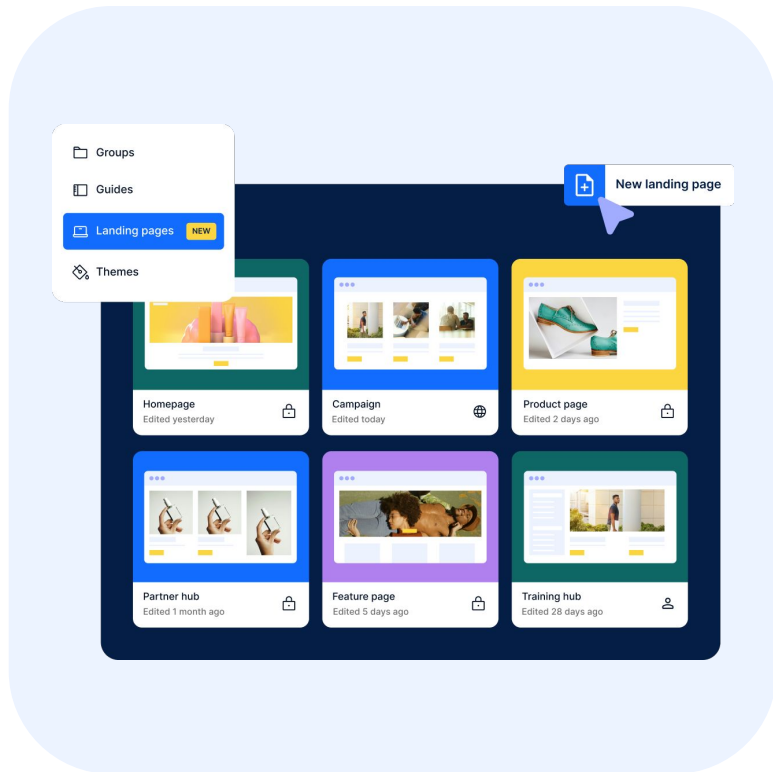 Groups
Guides
Landing pages NEW
Themes
New landing page
Homepage
Edited yesterday
Campaign
Edited today
Product page
Edited 2 days ago
Partner hub
Edited 1 month ago
Feature page
Edited 5 days ago
Training hub
Edited 28 days ago